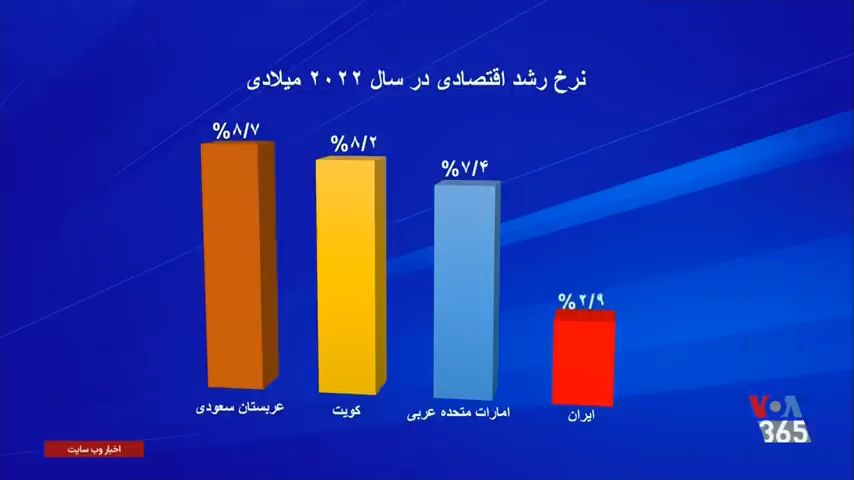 نرخ رشد اقتصادی در سال ۲۰۲۲ میلادی
%۸/۷
%۸/۲
%۷/۴
%۲/۹
عربستان سعودی
کویت
امارات متحده عربی
ایران
VOA
365
اخبار وب سایت